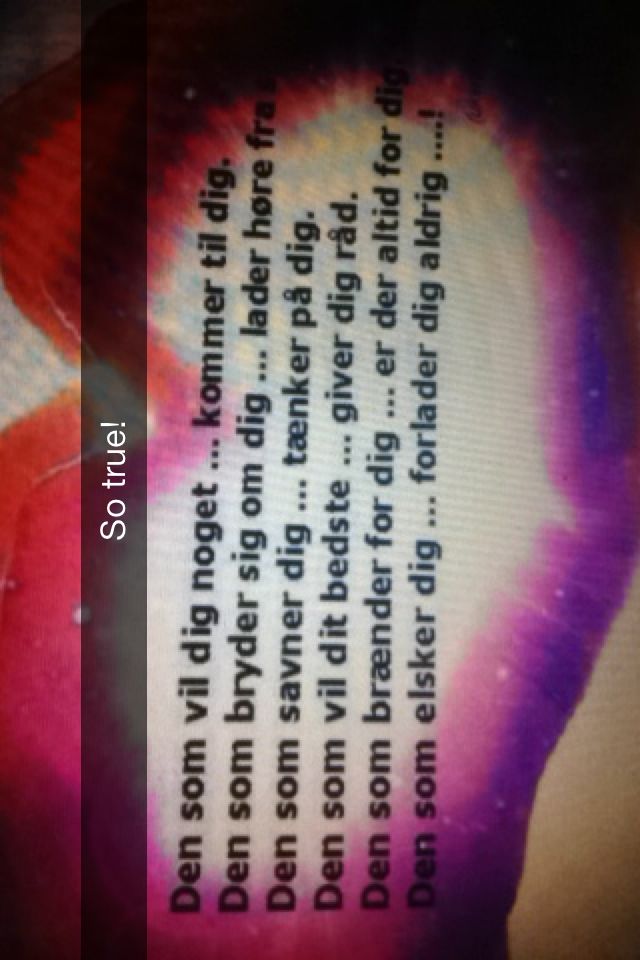 So true!
Den som vil dig noget ... kommer til dig.
Den som bryder sig om dig ... lader høre fra
Den som savner dig ... tænker på dig.
Den som vil dit bedste ... giver dig råd.
Den som brænder for dig ... er der altid for dig.
Den som elsker dig ... forlader dig aldrig ....!